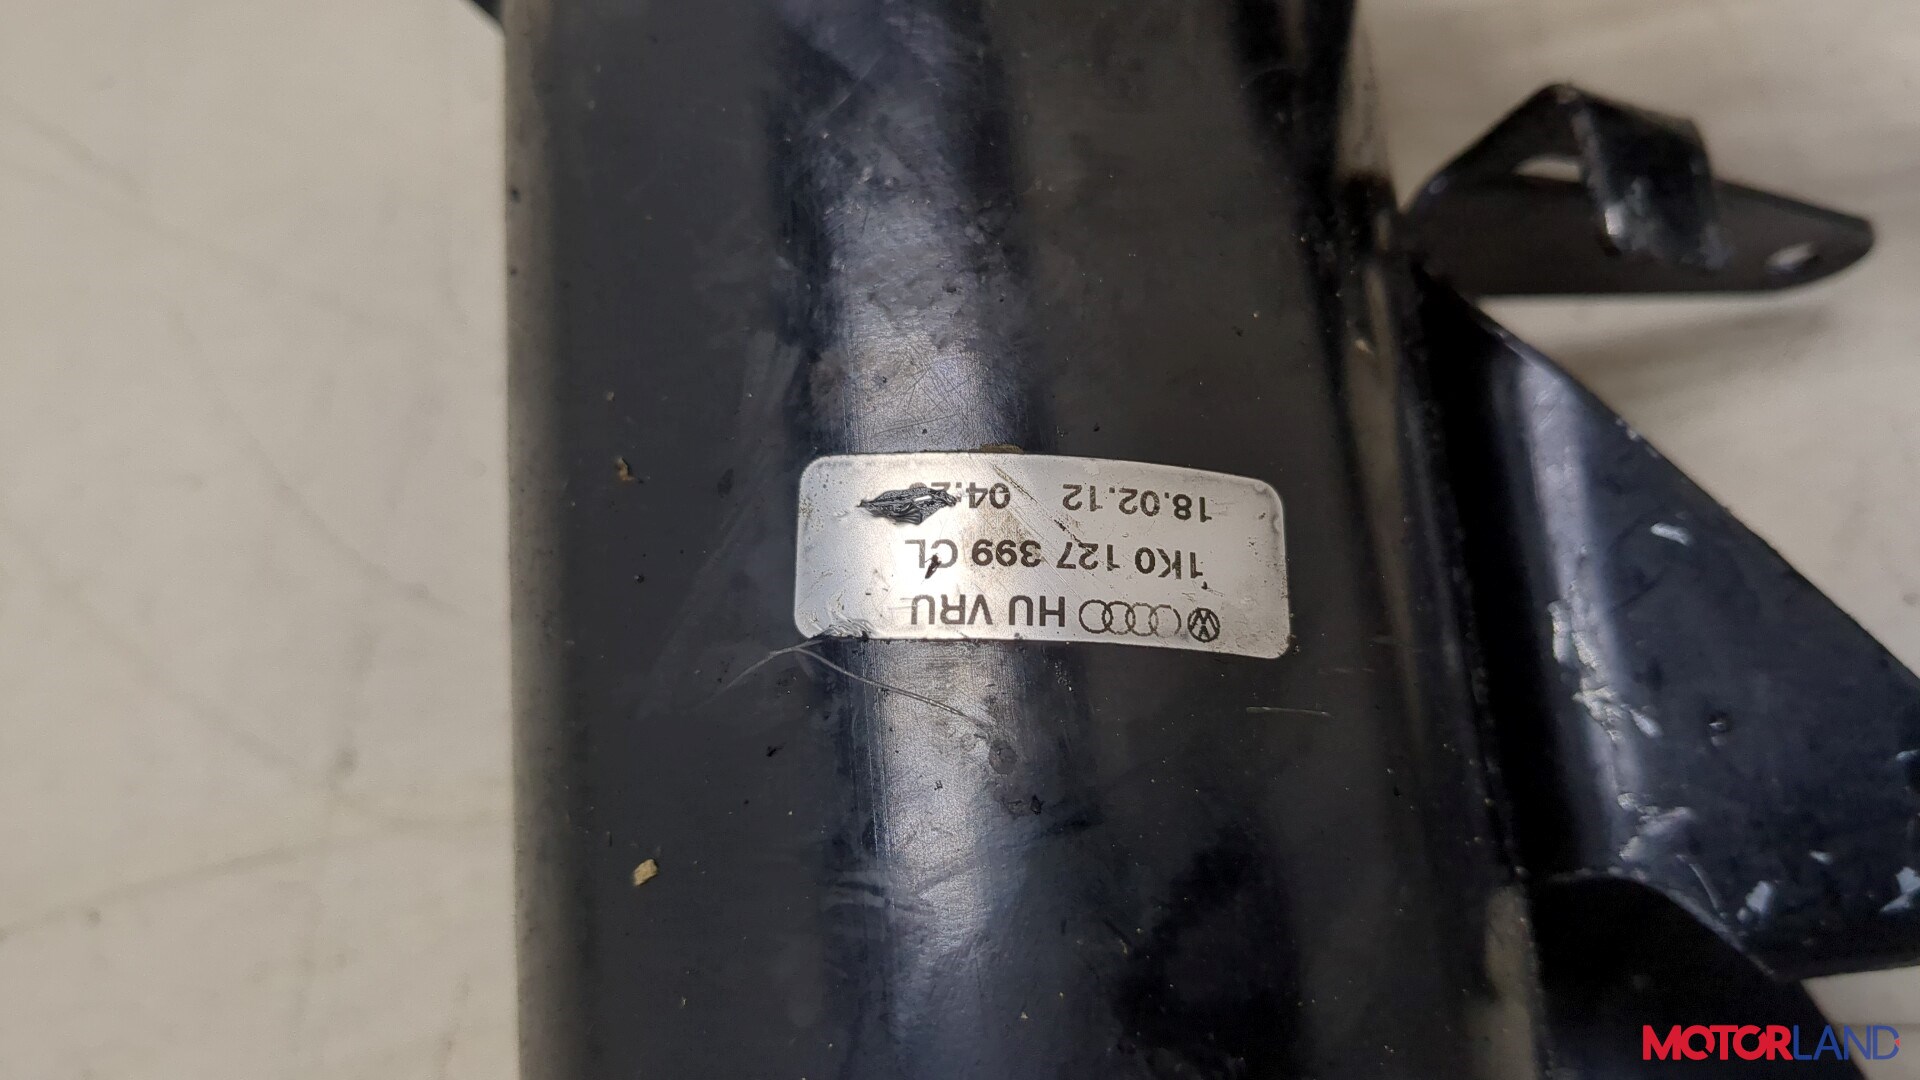 HU VRU
1K0 127 399 CL
18.02.12 04:2
MOTORLAND